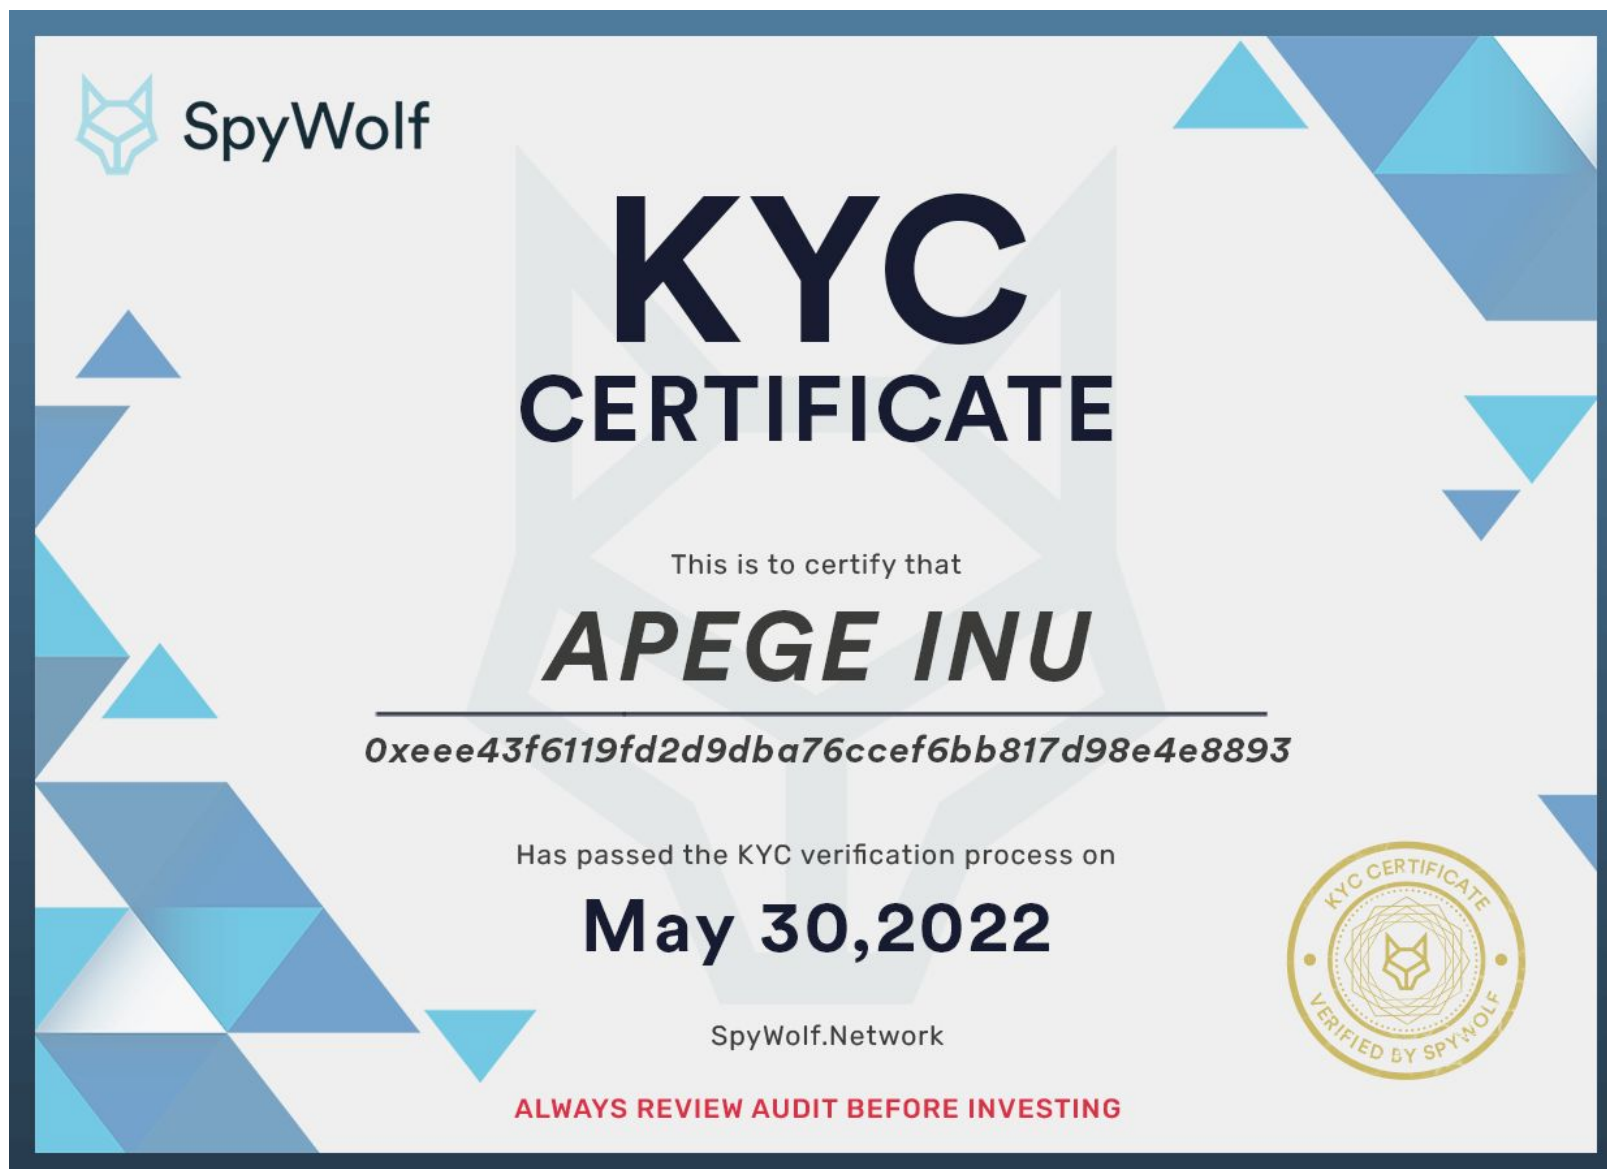 SpyWolf
KYC
CERTIFICATE
This is to certify that
APEGE INU
0xeee43f6119fd2d9dba76ccef6bb817d98e4e8893
Has passed the KYC verification process on
May 30,2022
KYC CERTIFICATE
VERIFIED BY SPYWOLF
SpyWolf.Network
ALWAYS REVIEW AUDIT BEFORE INVESTING